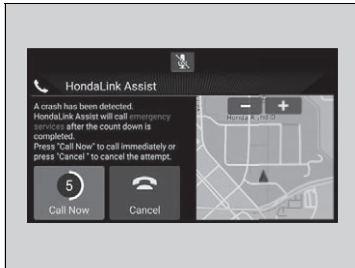 HondaLink Assist
A crash has been detected.
HondaLink Assist will call emergency
services after the count down is
completed.
Press "Call Now" to call immediately or
press "Cancel" to cancel the attempt.
5
Call Now
Cancel
− +